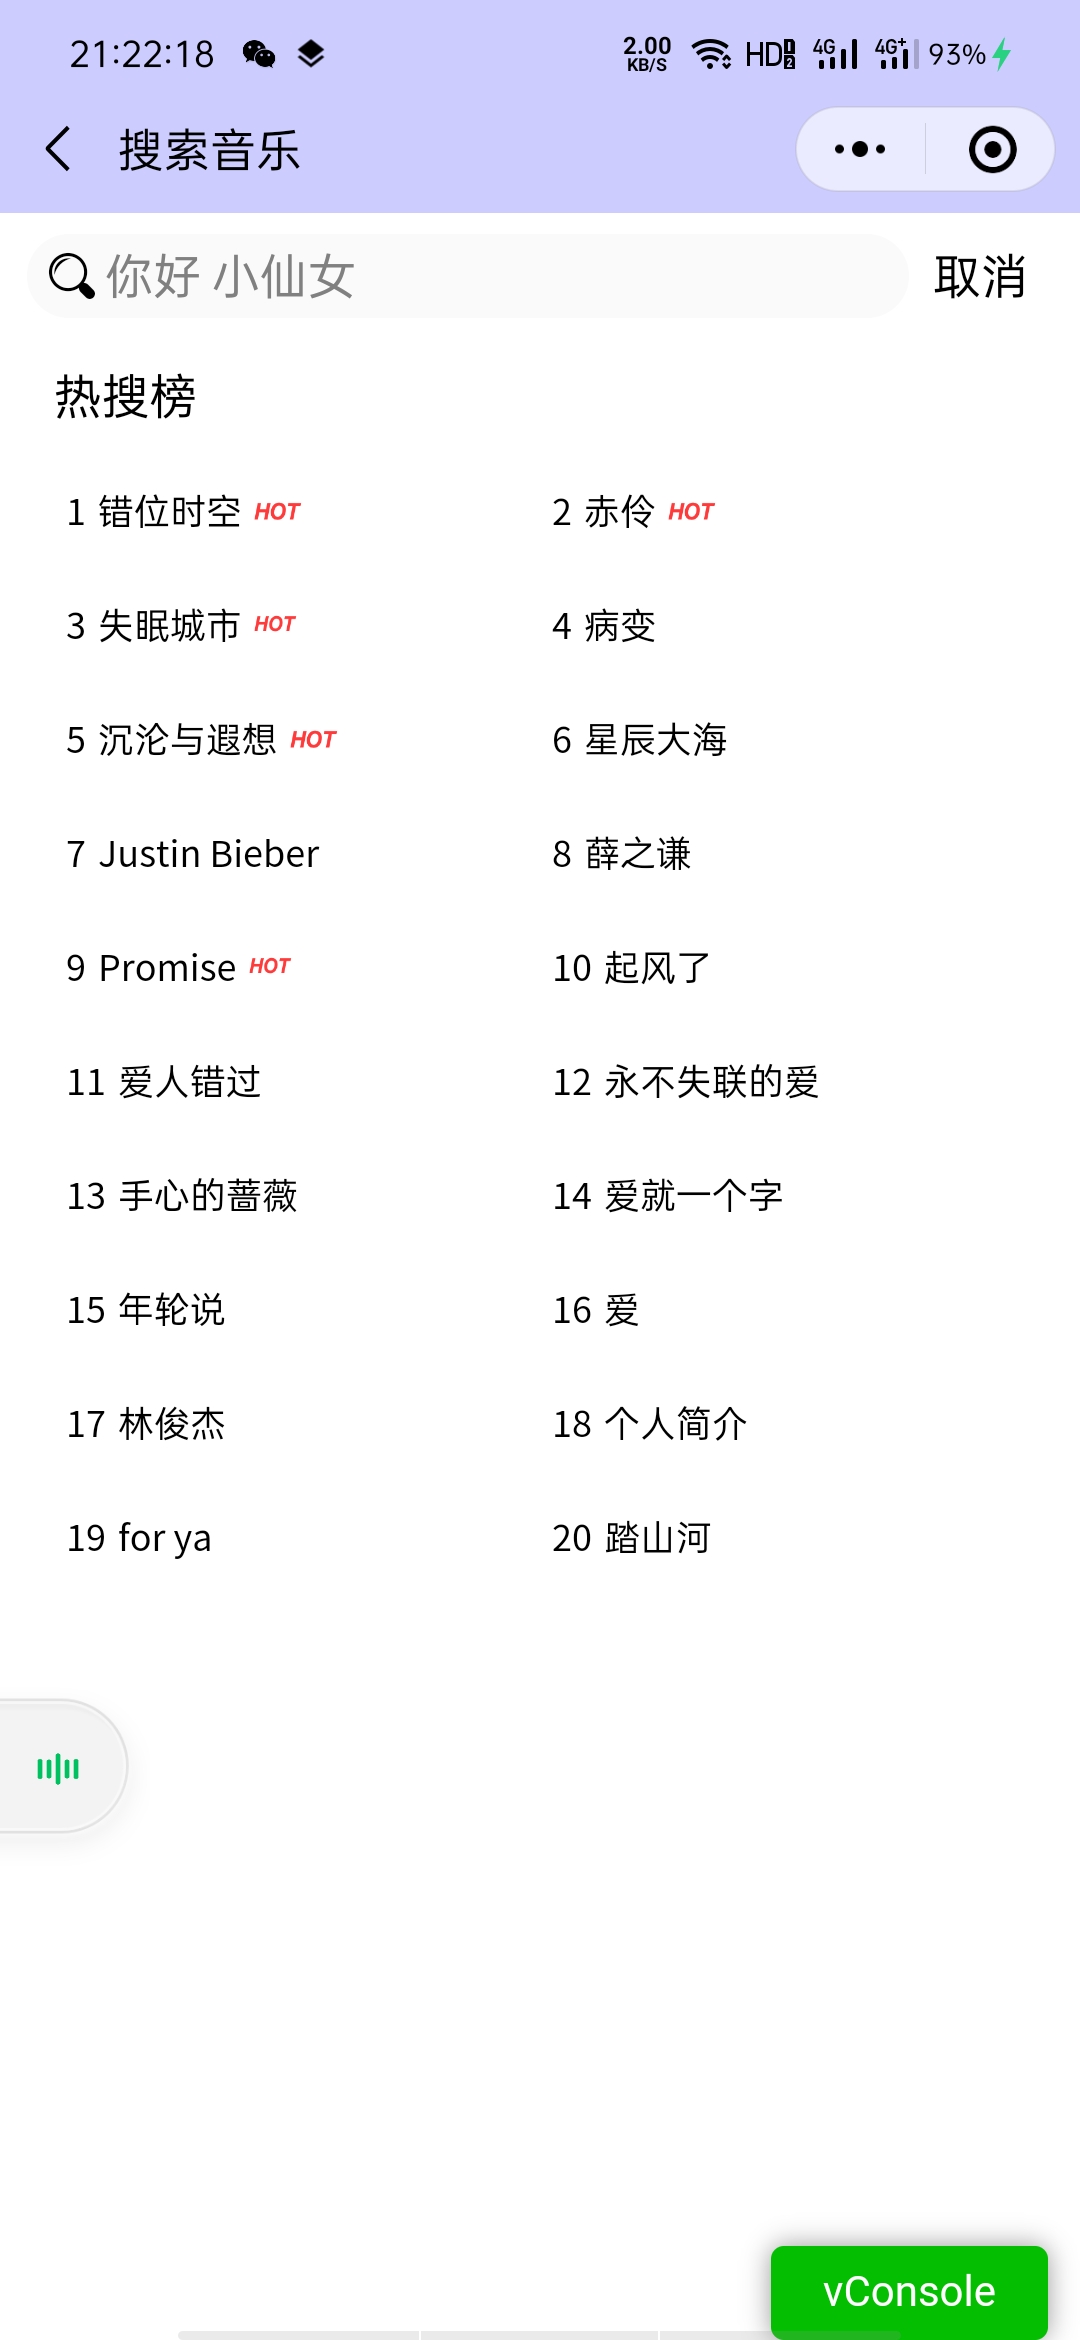 21:22:18 2.00 KB/S HD 1 2 4G 4G+ 93%
搜索音乐
你好 小仙女 取消
热搜榜
1 错位时空 HOT 2 赤伶 HOT
3 失眠城市 HOT 4 病变
5 沉沦与遐想 HOT 6 星辰大海
7 Justin Bieber 8 薛之谦
9 Promise HOT 10 起风了
11 爱人错过 12 永不失联的爱
13 手心的蔷薇 14 爱就一个字
15 年轮说 16 爱
17 林俊杰 18 个人简介
19 for ya 20 踏山河
vConsole